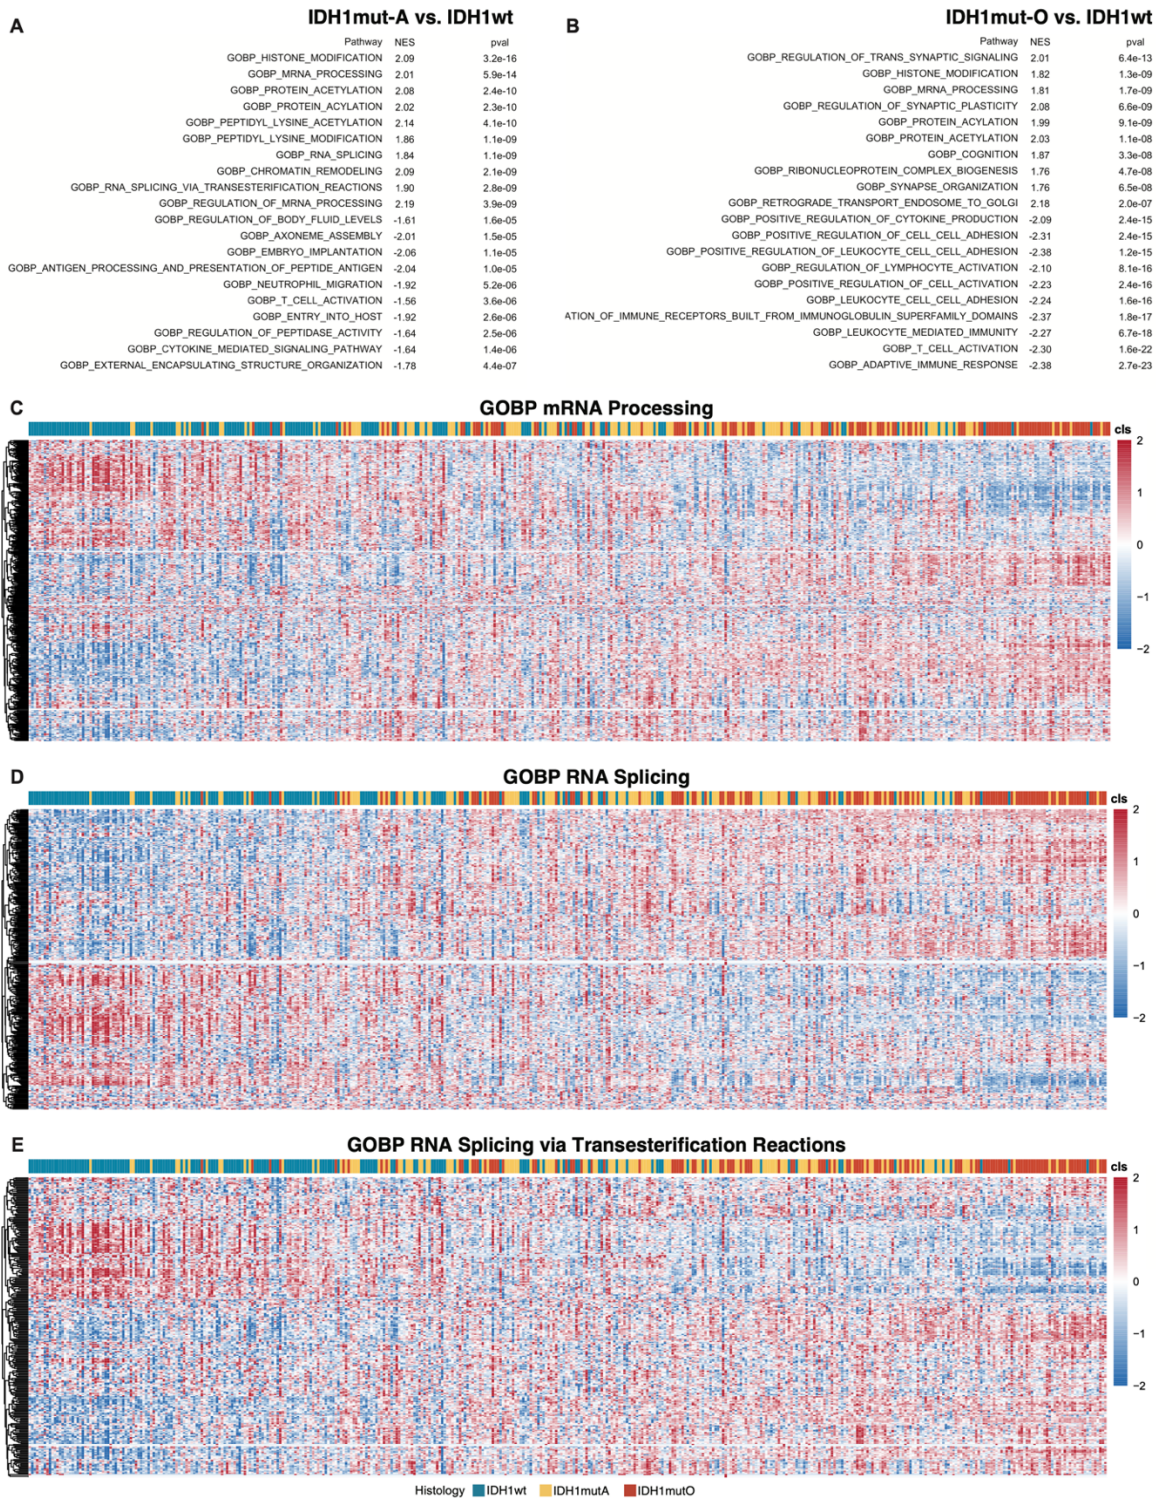 A
IDH1mut-A vs. IDH1wt
Pathway NES pval
GOBP_HISTONE_MODIFICATION 2.09 3.2e-16
GOBP_MRNA_PROCESSING 2.01 5.9e-14
GOBP_PROTEIN_ACETYLATION 2.08 2.4e-10
GOBP_PROTEIN_ACYLATION 2.02 2.3e-10
GOBP_PEPTIDYL_LYSINE_ACETYLATION 2.14 4.1e-10
GOBP_PEPTIDYL_LYSINE_MODIFICATION 1.86 1.1e-09
GOBP_RNA_SPLICING 1.84 1.1e-09
GOBP_CHROMATIN_REMODELING 2.09 2.1e-09
GOBP_RNA_SPLICING_VIA_TRANSESTERIFICATION_REACTIONS 1.90 2.8e-09
GOBP_REGULATION_OF_MRNA_PROCESSING 2.19 3.9e-09
GOBP_REGULATION_OF_BODY_FLUID_LEVELS -1.61 1.6e-05
GOBP_AXONEME_ASSEMBLY -2.01 1.5e-05
GOBP_EMBRYO_IMPLANTATION -2.06 1.1e-05
GOBP_ANTIGEN_PROCESSING_AND_PRESENTATION_OF_PEPTIDE_ANTIGEN -2.04 1.0e-05
GOBP_NEUTROPHIL_MIGRATION -1.92 5.2e-06
GOBP_T_CELL_ACTIVATION -1.56 3.6e-06
GOBP_ENTRY_INTO_HOST -1.92 2.6e-06
GOBP_REGULATION_OF_PEPTIDASE_ACTIVITY -1.64 2.5e-06
GOBP_CYTOKINE_MEDIATED_SIGNALING_PATHWAY -1.64 1.4e-06
GOBP_EXTERNAL_ENCAPSULATING_STRUCTURE_ORGANIZATION -1.78 4.4e-07
B
IDH1mut-O vs. IDH1wt
Pathway NES pval
GOBP_REGULATION_OF_TRANS_SYNAPTIC_SIGNALING 2.01 6.4e-13
GOBP_HISTONE_MODIFICATION 1.82 1.3e-09
GOBP_MRNA_PROCESSING 1.81 1.7e-09
GOBP_REGULATION_OF_SYNAPTIC_PLASTICITY 2.08 6.6e-09
GOBP_PROTEIN_ACYLATION 1.99 9.1e-09
GOBP_PROTEIN_ACETYLATION 2.03 1.1e-08
GOBP_COGNITION 1.87 3.3e-08
GOBP_RIBONUCLEOPROTEIN_COMPLEX_BIOGENESIS 1.76 4.7e-08
GOBP_SYNAPSE_ORGANIZATION 1.76 6.5e-08
GOBP_RETROGRADE_TRANSPORT_ENDOSOME_TO_GOLGI 2.18 2.0e-07
GOBP_POSITIVE_REGULATION_OF_CYTOKINE_PRODUCTION -2.09 2.4e-15
GOBP_POSITIVE_REGULATION_OF_CELL_CELL_ADHESION -2.31 2.4e-15
GOBP_POSITIVE_REGULATION_OF_LEUKOCYTE_CELL_CELL_ADHESION -2.38 1.2e-15
GOBP_REGULATION_OF_LYMPHOCYTE_ACTIVATION -2.10 8.1e-16
GOBP_POSITIVE_REGULATION_OF_CELL_ACTIVATION -2.23 2.4e-16
GOBP_LEUKOCYTE_CELL_CELL_ADHESION -2.24 1.6e-16
ATION_OF_IMMUNE_RECEPTORS_BUILT_FROM_IMMUNOGLOBULIN_SUPERFAMILY_DOMAINS -2.37 1.8e-17
GOBP_LEUKOCYTE_MEDIATED_IMMUNITY -2.27 6.7e-18
GOBP_T_CELL_ACTIVATION -2.30 1.6e-22
GOBP_ADAPTIVE_IMMUNE_RESPONSE -2.38 2.7e-23
C
GOBP mRNA Processing
cls
2
1
0
−1
−2
D
GOBP RNA Splicing
cls
2
1
0
−1
−2
E
GOBP RNA Splicing via Transesterification Reactions
cls
2
1
0
−1
−2
Histology IDH1wt IDH1mutA IDH1mutO